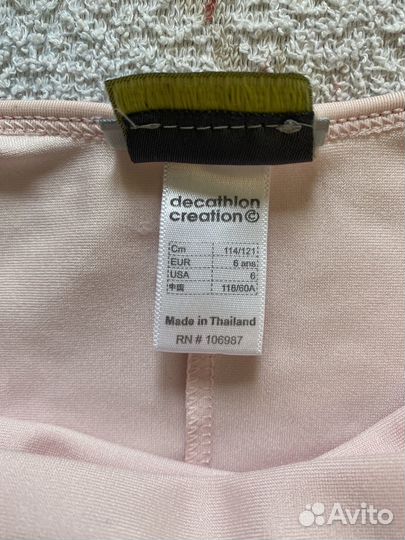 decathlon
creation©
Cm 114/121
EUR 6 ans
USA 6
中国 116/60A
Made in Thailand
RN # 106987
Avito